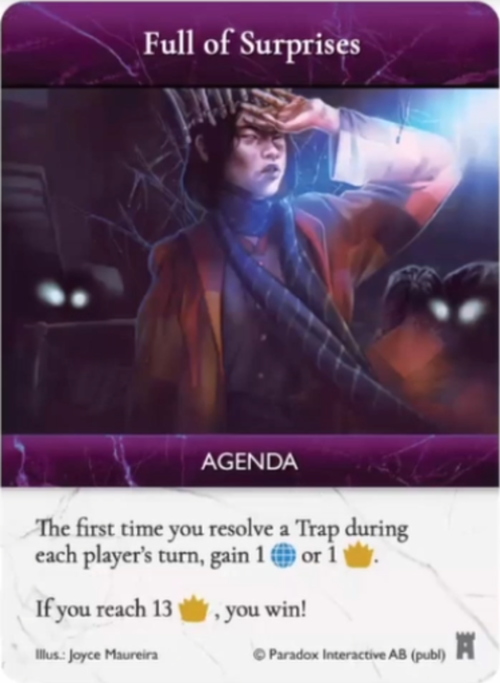 Full of Surprises
AGENDA
The first time you resolve a Trap during
each player's turn, gain 1 or 1 .
If you reach 13 , you win!
Illus.: Joyce Maureira
© Paradox Interactive AB (publ)